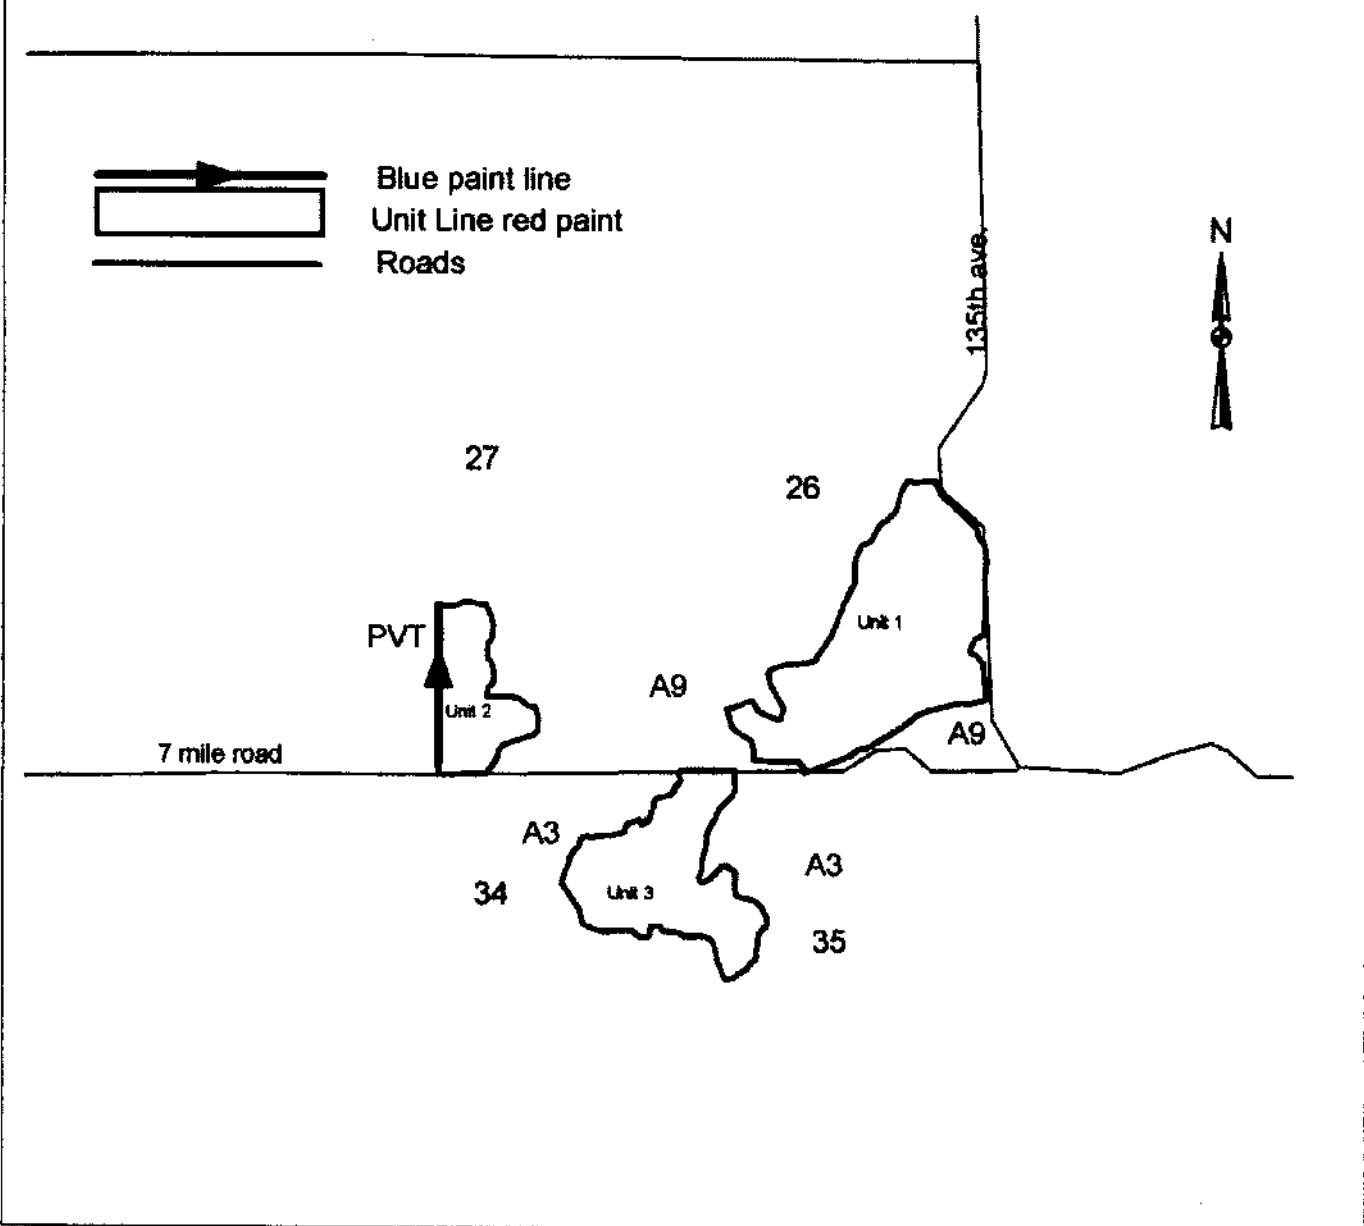 Blue paint line
Unit Line red paint
Roads
N
135th ave.
27
26
Unit 1
PVT
A9
Unit 2
A9
7 mile road
A3
A3
34
Unit 3
35